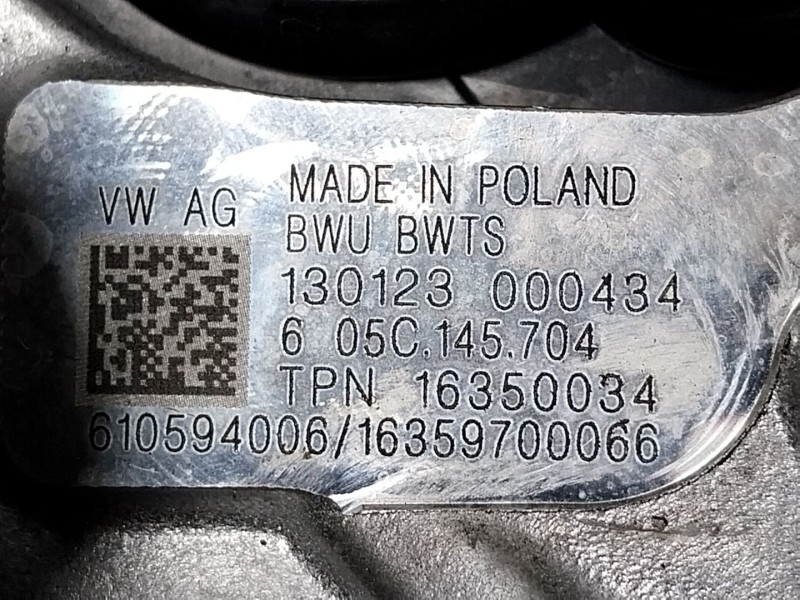 MADE IN POLAND
VW AG
BWU BWTS
130123 000434
6 05C.145.704
TPN 16350034
610594006/16359700066